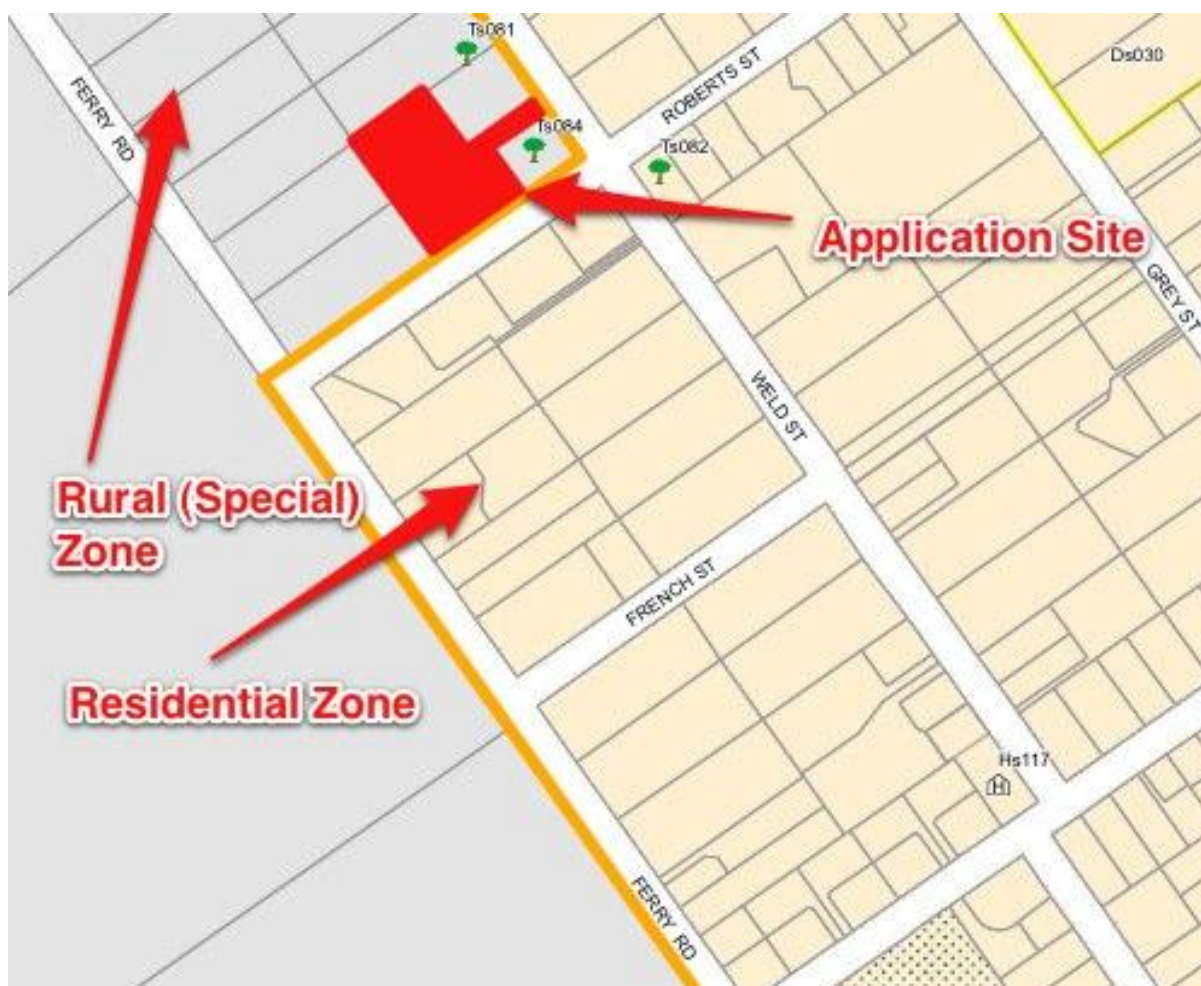 Ts081
Ds030
FERRY RD
ROBERTS ST
Ts084
Ts082
Application Site
GREY ST
WELD ST
Rural (Special)
Zone
FRENCH ST
Residential Zone
Hs117
H
FERRY RD